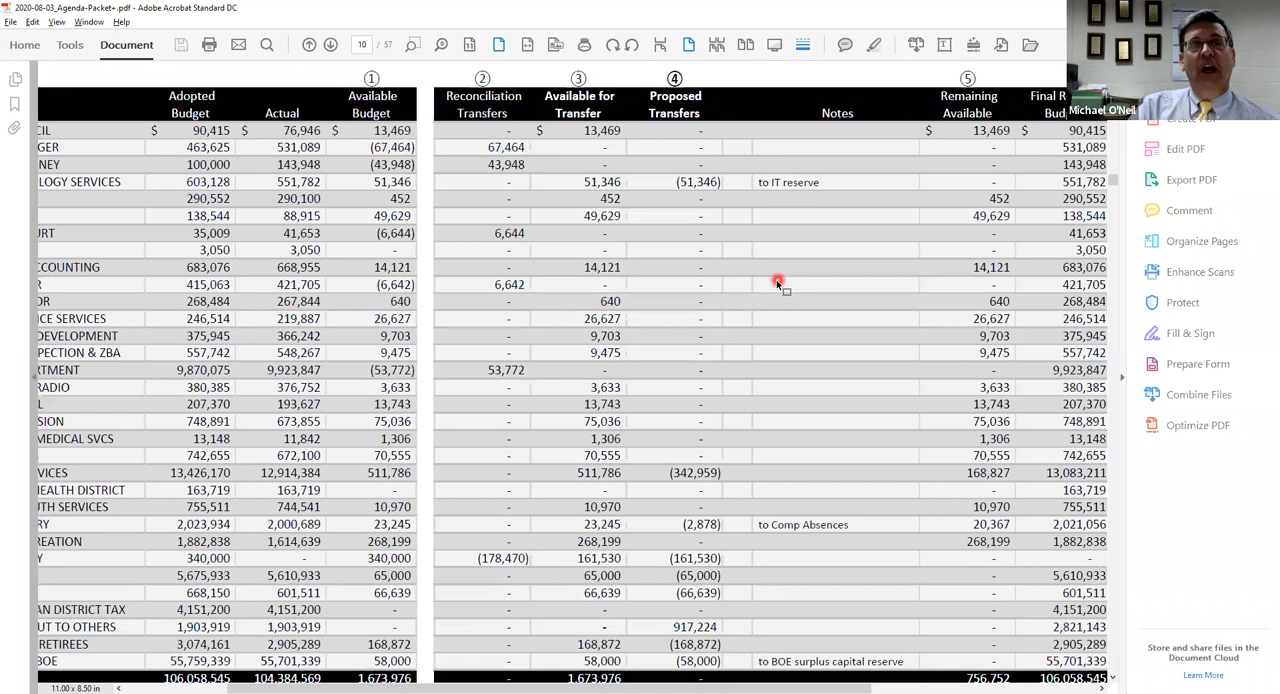 2020-08-03_Agenda-Packet+.pdf - Adobe Acrobat Standard DC
File Edit View Window Help
Home Tools Document 10 / 57
① ② ③ ④ ⑤
Adopted Available Reconciliation Available for Proposed Remaining
Budget Actual Budget Transfers Transfer Transfers Notes Available
CIL $ 90,415 $ 76,946 $ 13,469 - $ 13,469 - $ 13,469 $ 90,415
GER 463,625 531,089 (67,464) 67,464 - - - 531,089
NEY 100,000 143,948 (43,948) 43,948 - - - 143,948
LOGY SERVICES 603,128 551,782 51,346 - 51,346 (51,346) to IT reserve - 551,782
290,552 290,100 452 - 452 - 452 290,552
138,544 88,915 49,629 - 49,629 - 49,629 138,544
URT 35,009 41,653 (6,644) 6,644 - - - 41,653
3,050 3,050 - - - - - 3,050
CCOUNTING 683,076 668,955 14,121 - 14,121 - 14,121 683,076
R 415,063 421,705 (6,642) 6,642 - - - 421,705
OR 268,484 267,844 640 - 640 - 640 268,484
CE SERVICES 246,514 219,887 26,627 - 26,627 - 26,627 246,514
DEVELOPMENT 375,945 366,242 9,703 - 9,703 - 9,703 375,945
PECTION & ZBA 557,742 548,267 9,475 - 9,475 - 9,475 557,742
RTMENT 9,870,075 9,923,847 (53,772) 53,772 - - - 9,923,847
RADIO 380,385 376,752 3,633 - 3,633 - 3,633 380,385
L 207,370 193,627 13,743 - 13,743 - 13,743 207,370
SION 748,891 673,855 75,036 - 75,036 - 75,036 748,891
MEDICAL SVCS 13,148 11,842 1,306 - 1,306 - 1,306 13,148
742,655 672,100 70,555 - 70,555 - 70,555 742,655
VICES 13,426,170 12,914,384 511,786 - 511,786 (342,959) 168,827 13,083,211
HEALTH DISTRICT 163,719 163,719 - - - - - 163,719
UTH SERVICES 755,511 744,541 10,970 - 10,970 - 10,970 755,511
RY 2,023,934 2,000,689 23,245 - 23,245 (2,878) to Comp Absences 20,367 2,021,056
REATION 1,882,838 1,614,639 268,199 - 268,199 - 268,199 1,882,838
Y 340,000 - 340,000 (178,470) 161,530 (161,530) - -
5,675,933 5,610,933 65,000 - 65,000 (65,000) - 5,610,933
668,150 601,511 66,639 - 66,639 (66,639) - 601,511
AN DISTRICT TAX 4,151,200 4,151,200 - - - - - 4,151,200
UT TO OTHERS 1,903,919 1,903,919 - - - 917,224 - 2,821,143
RETIREES 3,074,161 2,905,289 168,872 - 168,872 (168,872) - 2,905,289
BOE 55,759,339 55,701,339 58,000 - 58,000 (58,000) to BOE surplus capital reserve - 55,701,339
106,058,545 104,384,569 1,673,976 - 1,673,976 - 756,752 106,058,545
11.00 x 8.50 in
Michael O'Neil
Edit PDF
Export PDF
Comment
Organize Pages
Enhance Scans
Protect
Fill & Sign
Prepare Form
Combine Files
Optimize PDF
Store and share files in the
Document Cloud
Learn More